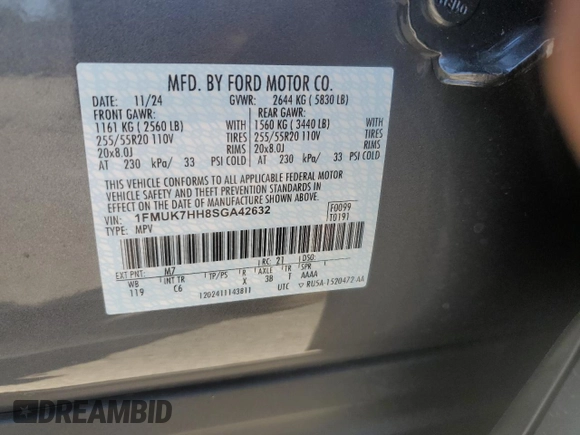 MFD. BY FORD MOTOR CO.
DATE: 11/24 GVWR: 2644 KG ( 5830 LB)
FRONT GAWR: REAR GAWR:
1161 KG ( 2560 LB) WITH 1560 KG ( 3440 LB) WITH
255/55R20 110V TIRES 255/55R20 110V TIRES
20x8.0J RIMS 20x8.0J RIMS
AT 230 kPa/ 33 PSI COLD AT 230 kPa/ 33 PSI COLD
THIS VEHICLE CONFORMS TO ALL APPLICABLE FEDERAL MOTOR
VEHICLE SAFETY AND THEFT PREVENTION STANDARDS IN
EFFECT ON THE DATE OF MANUFACTURE SHOWN ABOVE.
VIN: 1FMUK7HH8SGA42632 F0099
TYPE: MPV T0191
EXT PNT: M7 RC: 21 DSO:
WB INT TR TP/PS R AXLE TR SPR
119 C6 X 38 T AAAA
1202411143811 UTC ▽ RU5A-1520472-AA
DREAMBID